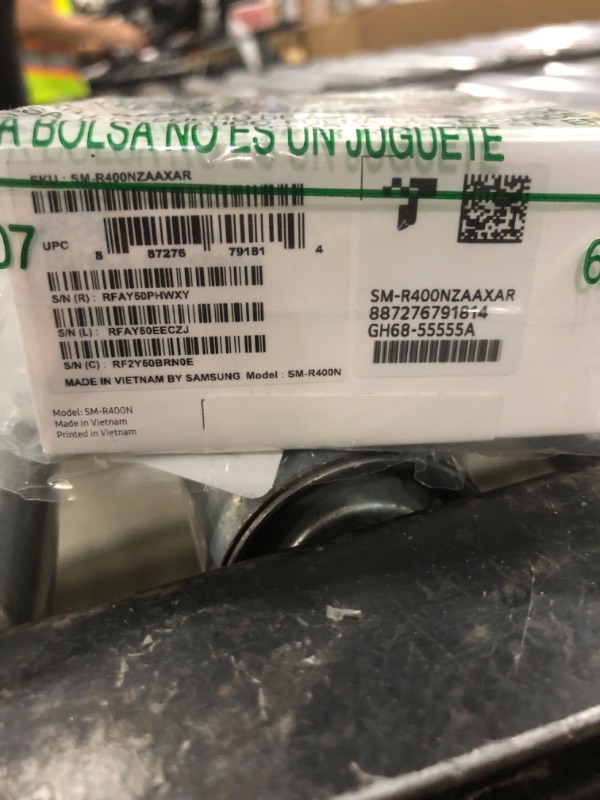 A BOLSA NO ES UN JUGUETE
SKU : SM-R400NZAAXAR
07
UPC
8 87276 79181 4
6
S/N (R) : RFAY50PHWXY
SM-R400NZAAXAR
887276791814
GH68-55555A
S/N (L) : RFAY50EECZJ
S/N (C) : RF2Y50BRN0E
MADE IN VIETNAM BY SAMSUNG Model : SM-R400N
Model: SM-R400N
Made in Vietnam
Printed in Vietnam